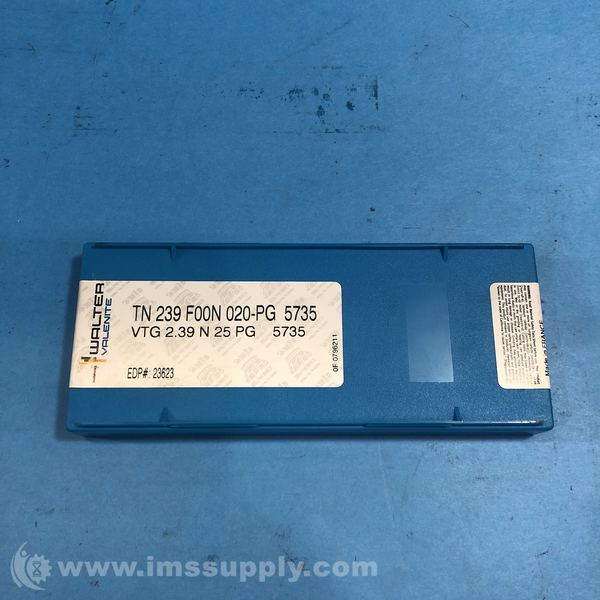 WALTER
VALENITE
TN 239 F00N 020-PG 5735
VTG 2.39 N 25 PG 5735
EDP#: 23623
0F 0796211
Made in FRANCE
www.imssupply.com